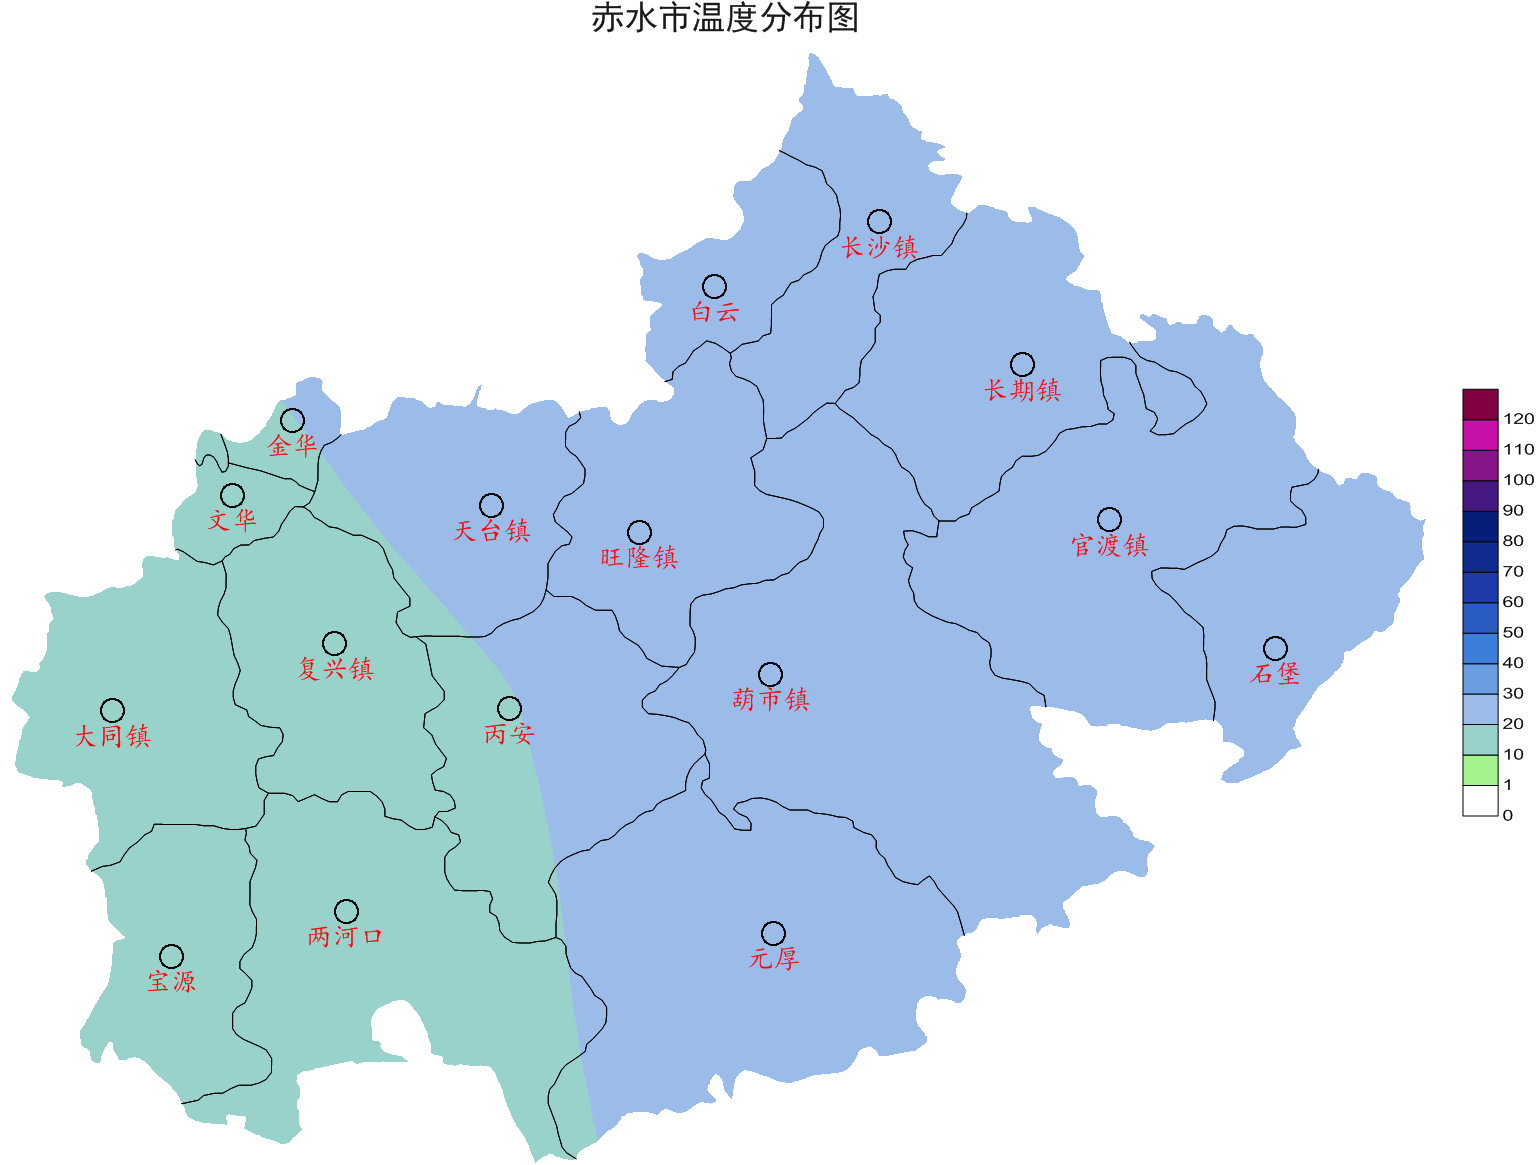 赤水市温度分布图
长沙镇
白云
长期镇
金华
文华
天台镇
旺隆镇
官渡镇
复兴镇
石堡
葫市镇
大同镇
丙安
两河口
元厚
宝源
120
110
100
90
80
70
60
50
40
30
20
10
1
0